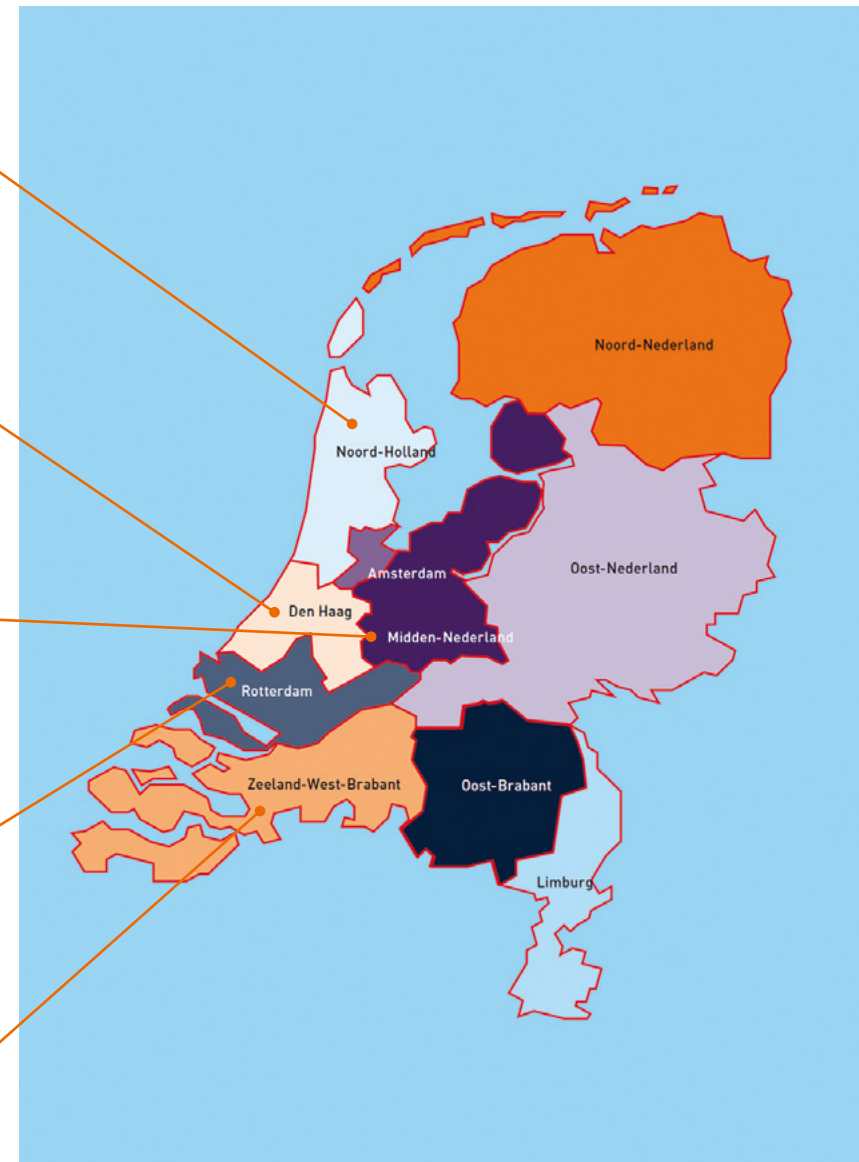 Noord-Nederland
Noord-Holland
Oost-Nederland
Amsterdam
Den Haag
Midden-Nederland
Rotterdam
Zeeland-West-Brabant
Oost-Brabant
Limburg